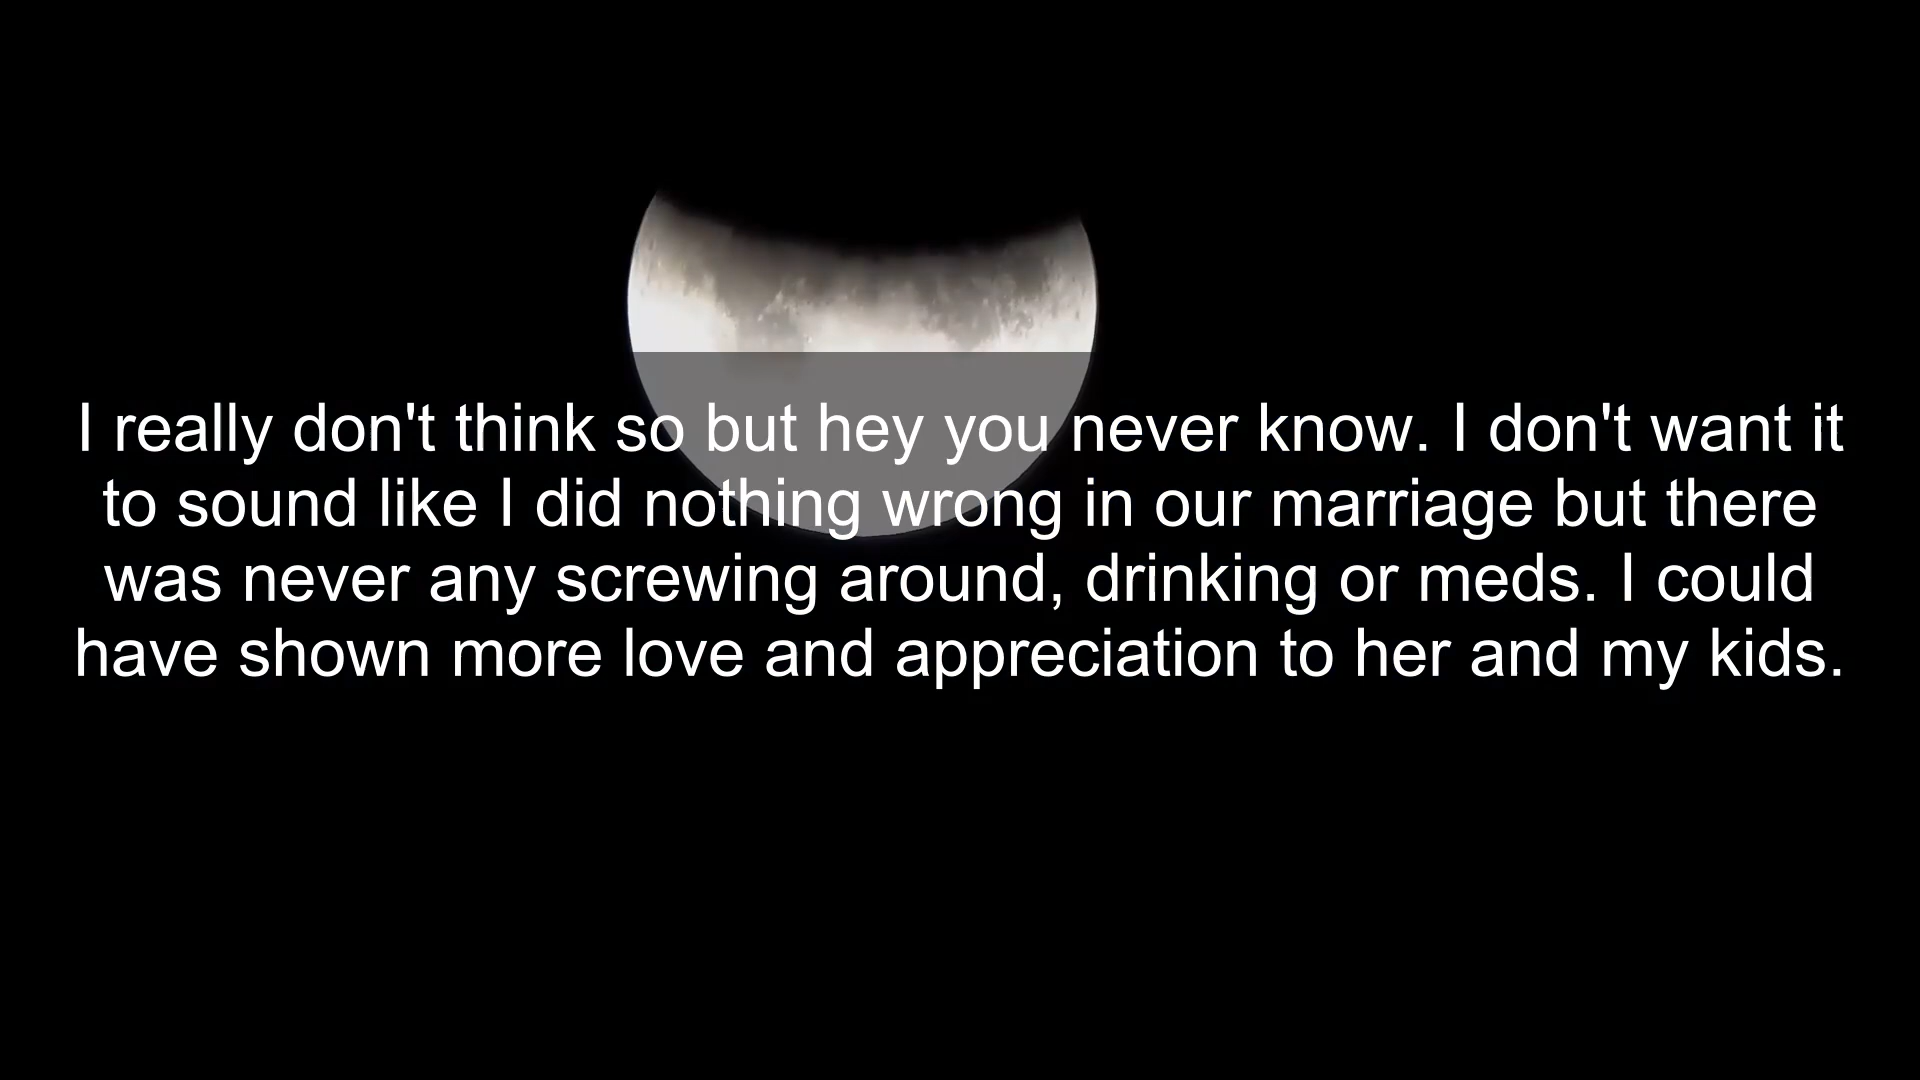 I really don't think so but hey you never know. I don't want it
to sound like I did nothing wrong in our marriage but there
was never any screwing around, drinking or meds. I could
have shown more love and appreciation to her and my kids.